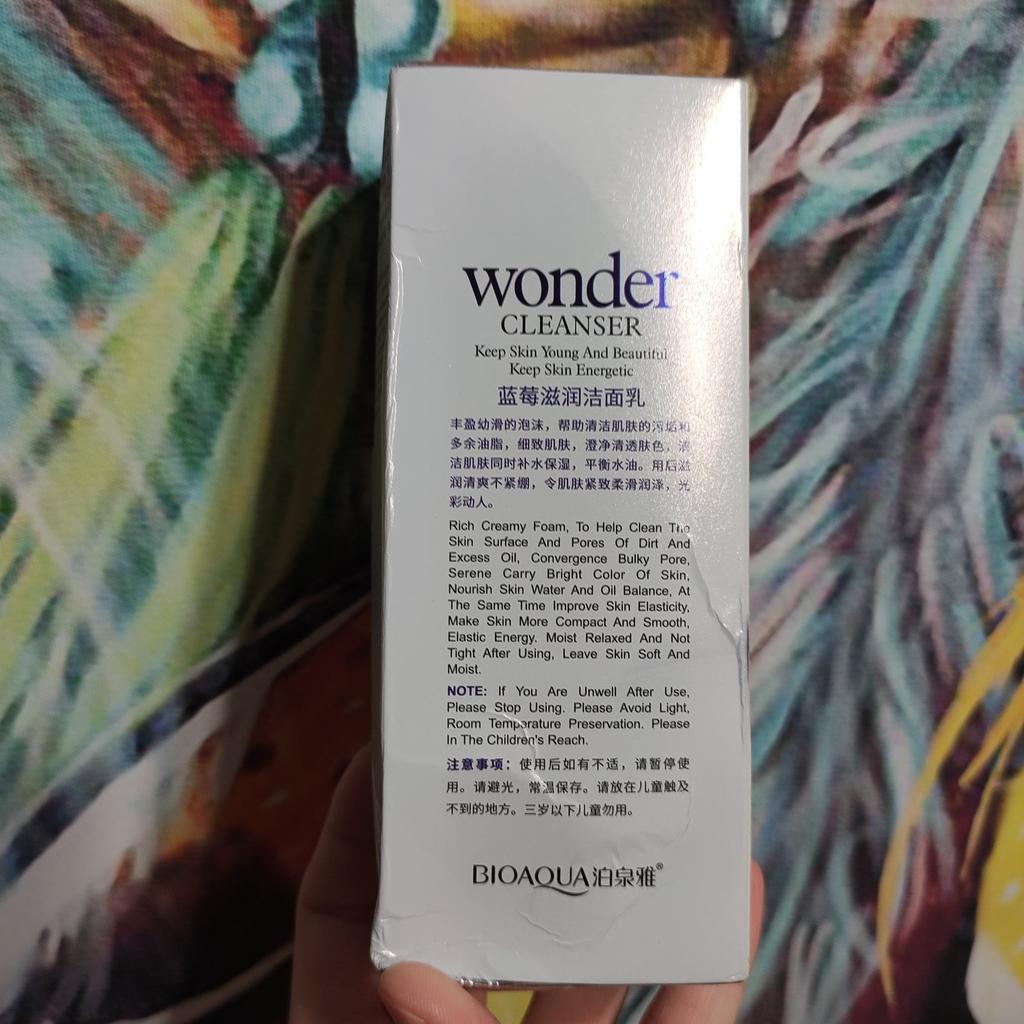 wonder
CLEANSER
Keep Skin Young And Beautiful
Keep Skin Energetic
蓝莓滋润洁面乳
丰盈幼滑的泡沫，帮助清洁肌肤的污垢和
多余油脂，细致肌肤，澄净清透肤色，清
洁肌肤同时补水保湿，平衡水油。用后滋
润清爽不紧绷，令肌肤紧致柔滑润泽，光
彩动人。
Rich Creamy Foam, To Help Clean The
Skin Surface And Pores Of Dirt And
Excess Oil, Convergence Bulky Pore,
Serene Carry Bright Color Of Skin,
Nourish Skin Water And Oil Balance, At
The Same Time Improve Skin Elasticity,
Make Skin More Compact And Smooth,
Elastic Energy. Moist Relaxed And Not
Tight After Using, Leave Skin Soft And
Moist.
NOTE: If You Are Unwell After Use,
Please Stop Using. Please Avoid Light,
Room Temperature Preservation. Please
In The Children's Reach.
注意事项：使用后如有不适，请暂停使
用。请避光，常温保存。请放在儿童触及
不到的地方。三岁以下儿童勿用。
BIOAQUA泊泉雅®